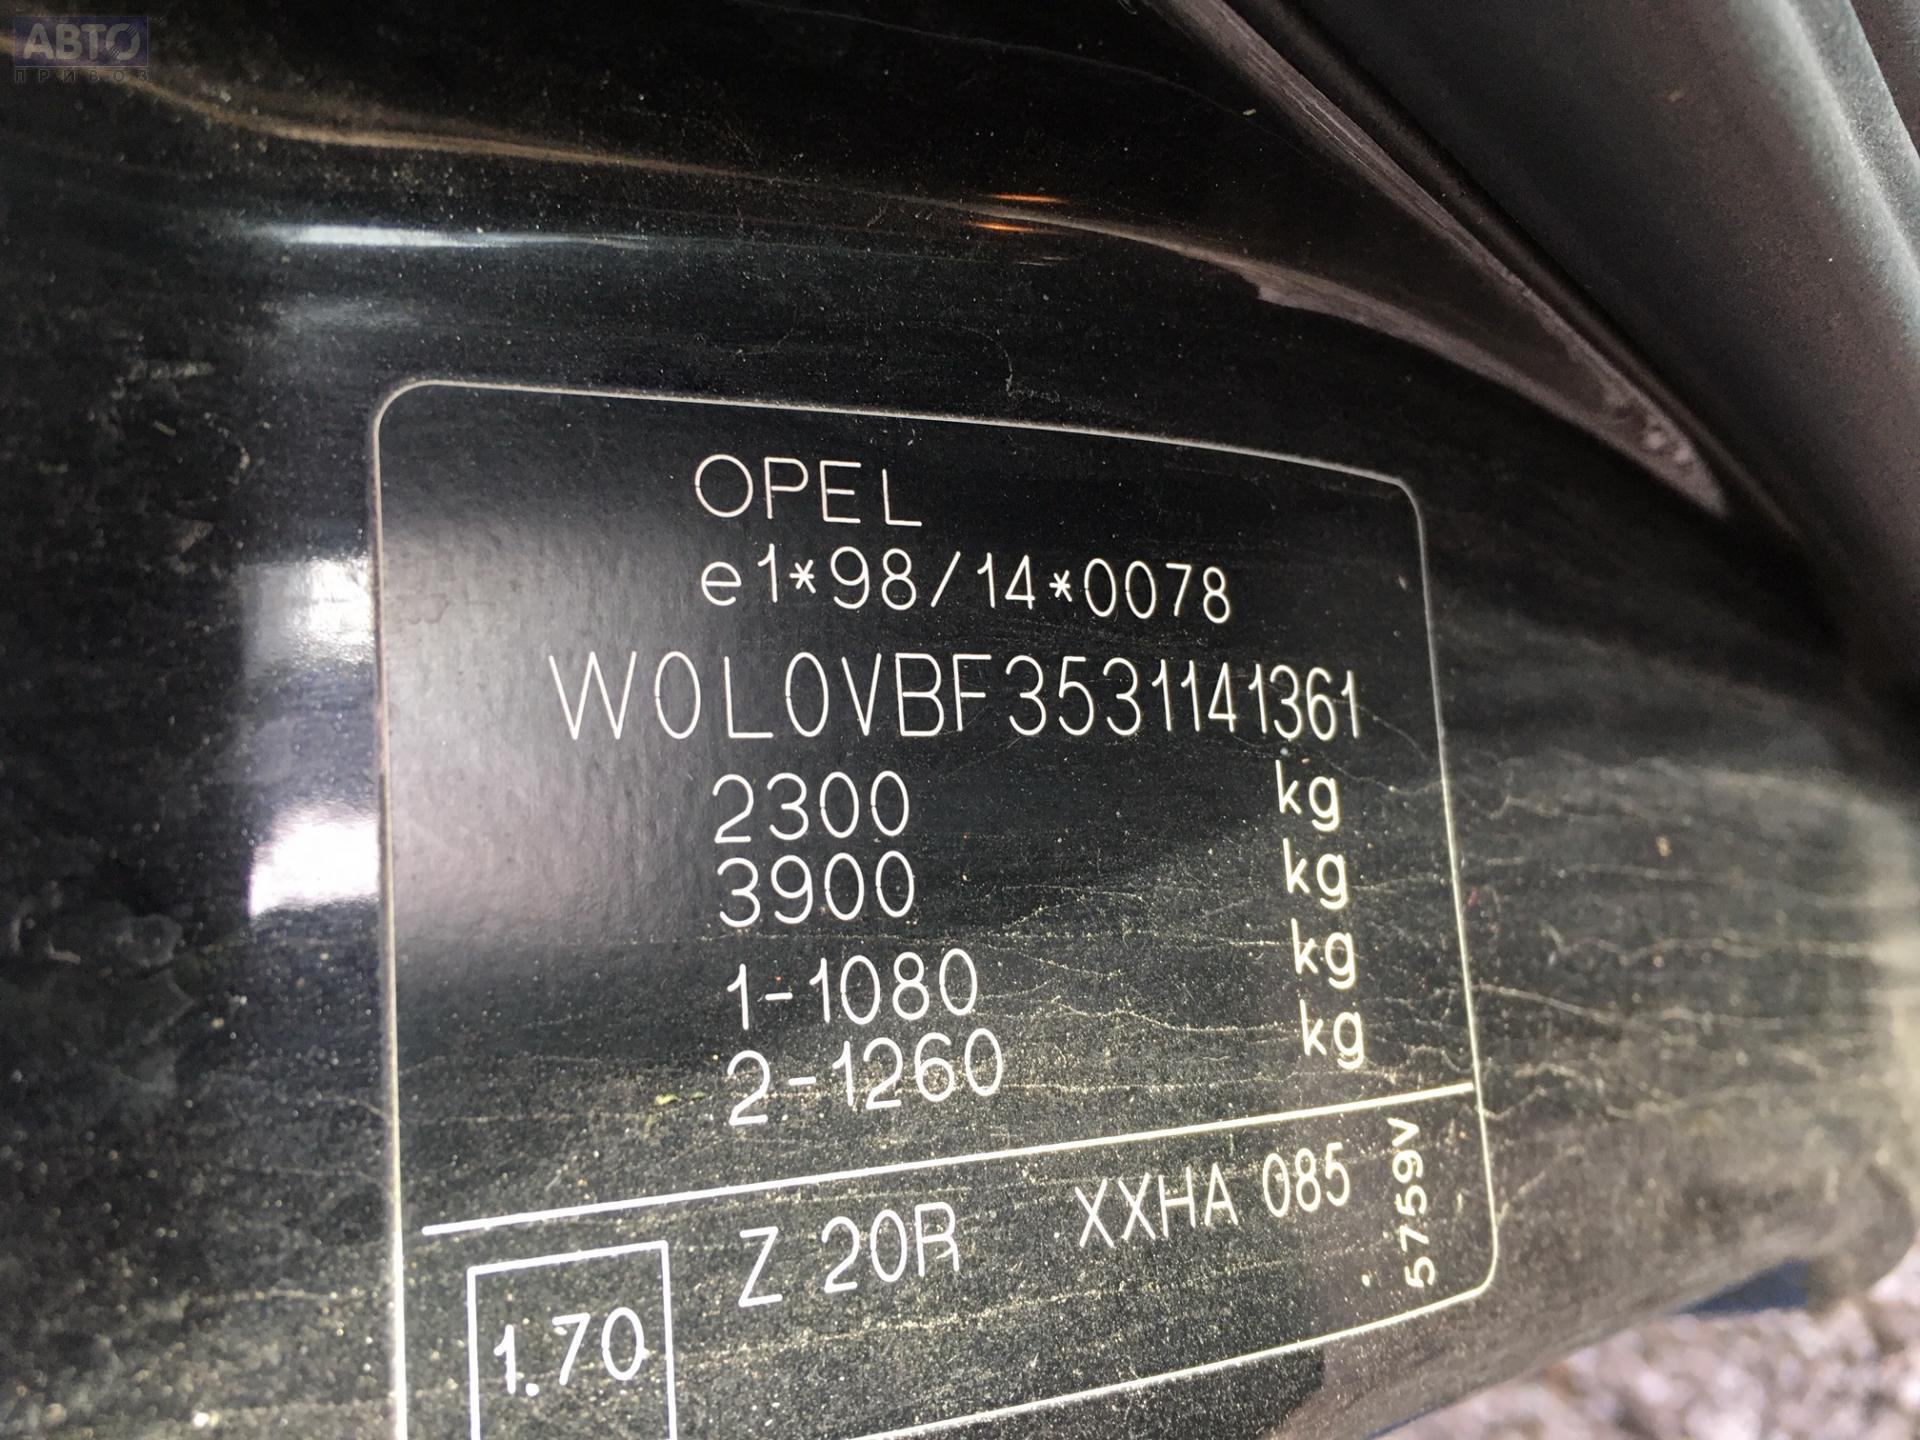 АВТО
ПРИВОЗ
OPEL
e1*98/14*0078
W0L0VBF3531141361
2300 kg
3900 kg
1-1080 kg
2-1260 kg
1.70
Z 20R
XXHA 085
5759V